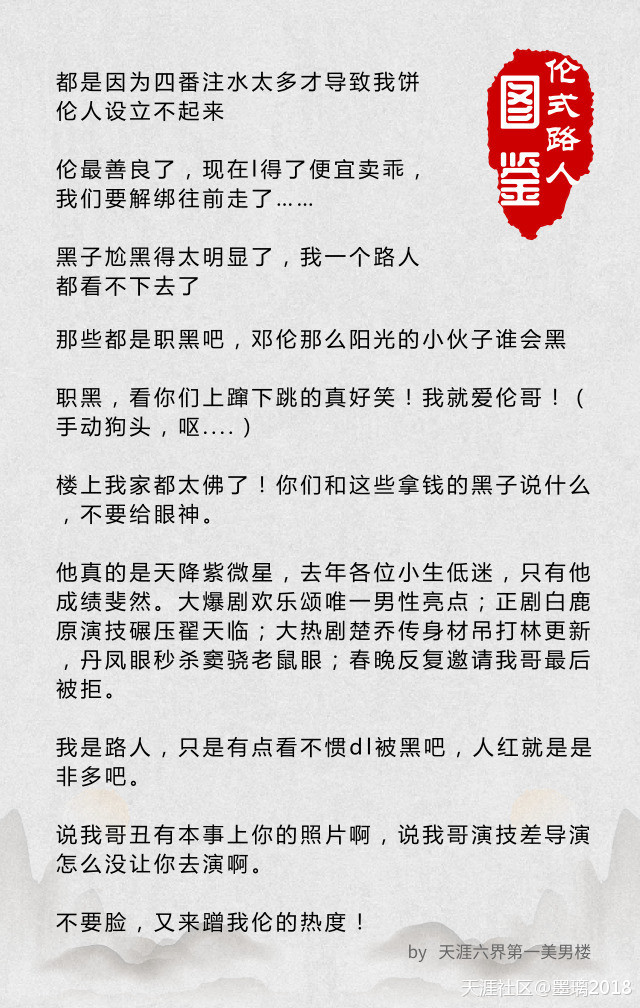 伦式路人
图鉴
都是因为四番注水太多才导致我饼
伦人设立不起来
伦最善良了，现在l得了便宜卖乖，
我们要解绑往前走了……
黑子尬黑得太明显了，我一个路人
都看不下去了
那些都是职黑吧，邓伦那么阳光的小伙子谁会黑
职黑，看你们上蹿下跳的真好笑！我就爱伦哥！（
手动狗头，呕....）
楼上我家都太佛了！你们和这些拿钱的黑子说什么
，不要给眼神。
他真的是天降紫微星，去年各位小生低迷，只有他
成绩斐然。大爆剧欢乐颂唯一男性亮点；正剧白鹿
原演技碾压翟天临；大热剧楚乔传身材吊打林更新
，丹凤眼秒杀窦骁老鼠眼；春晚反复邀请我哥最后
被拒。
我是路人，只是有点看不惯dl被黑吧，人红就是是
非多吧。
说我哥丑有本事上你的照片啊，说我哥演技差导演
怎么没让你去演啊。
不要脸，又来蹭我伦的热度！
by 天涯六界第一美男楼
天涯社区@墨璃2018